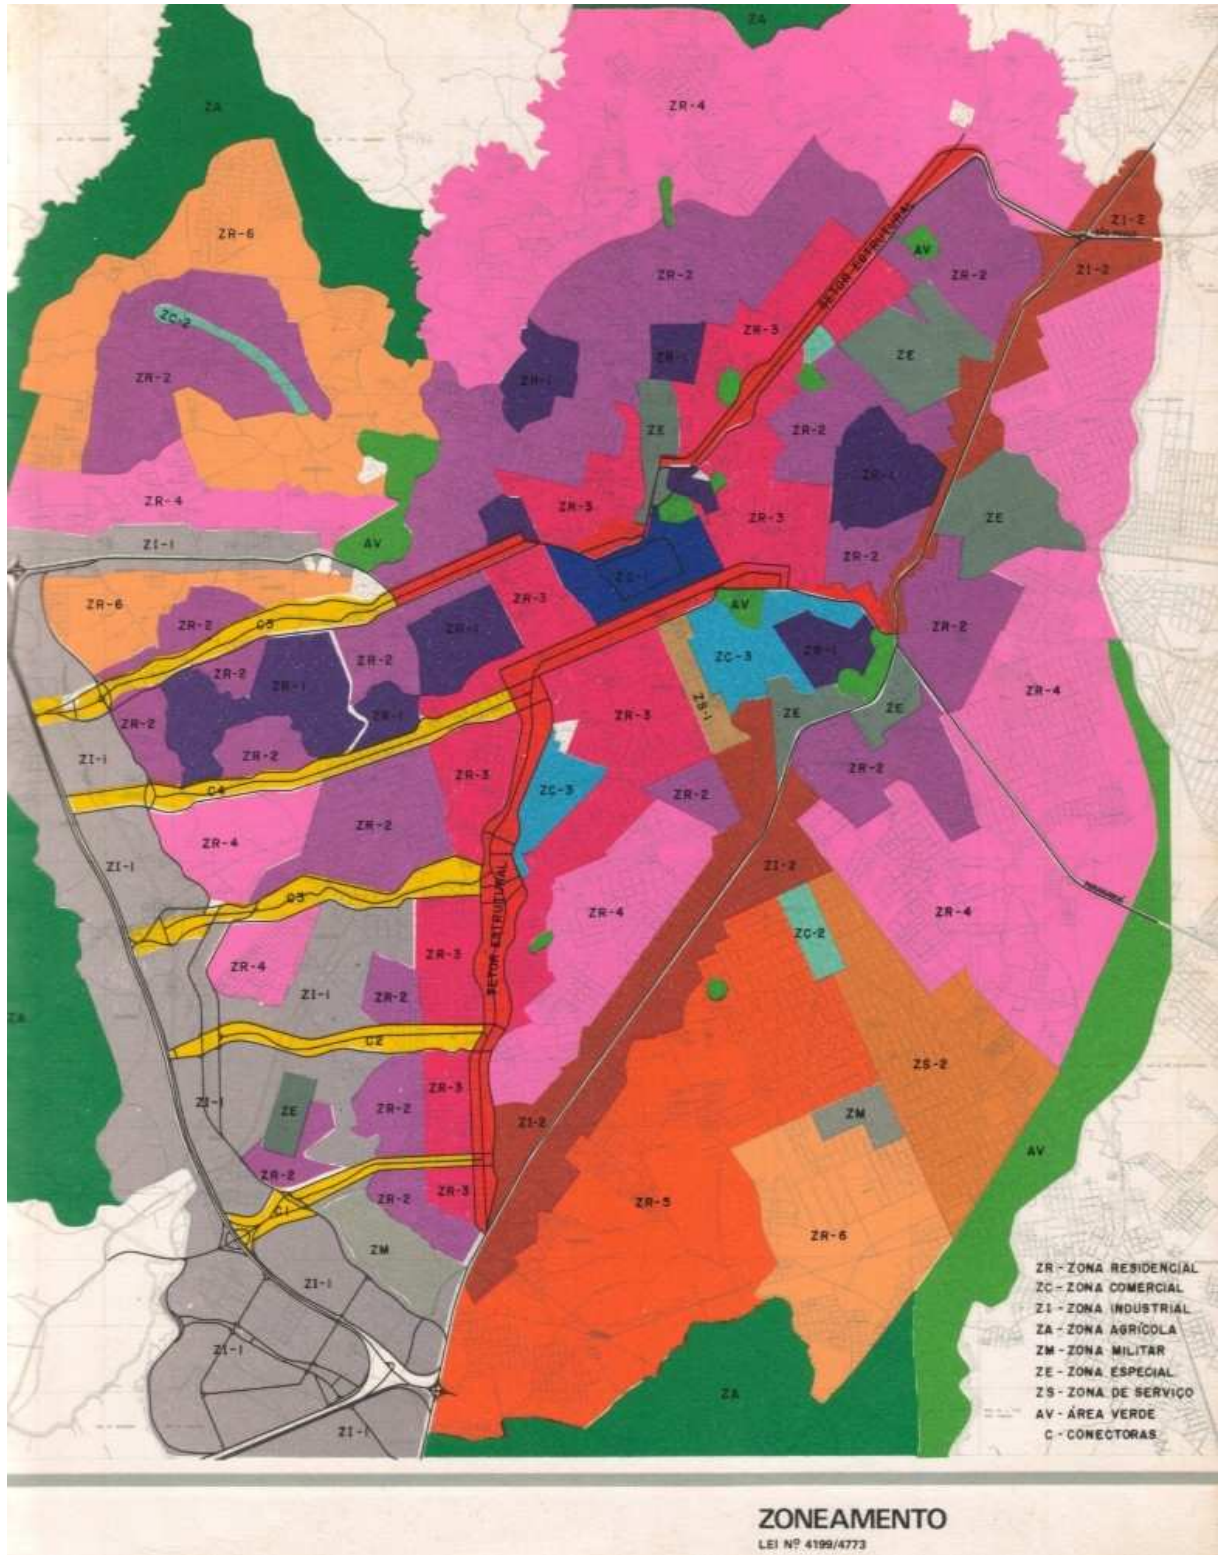 ZA
ZA
ZR-4
ZI-2
ZR-6
SETOR ESTRUTURAL
AV
ZR-2
ZR-2
ZI-2
ZC-2
ZR-3
ZE
ZR-2
ZR-1
ZR-1
ZE
ZR-2
ZR-1
ZR-4
ZR-3
ZR-3
ZE
ZI-1
AV
ZR-2
ZC-1
ZR-6
ZR-3
AV
ZR-2
C5
ZR-1
ZR-2
ZR-2
ZR-2
ZC-3
ZR-1
ZR-1
ZR-4
ZR-2
ZR-1
ZS-1
ZR-3
ZE
ZE
ZI-1
ZR-2
ZR-3
ZR-2
C4
ZC-3
ZR-2
ZR-4
ZR-2
ZI-1
ZI-2
C3
SETOR ESTRUTURAL
ZR-4
ZR-4
ZC-2
ZR-4
ZR-3
ZI-1
ZR-2
ZA
C2
ZS-2
ZR-3
ZI-1
ZE
ZR-2
ZI-2
ZM
AV
ZR-2
ZR-2
ZR-3
ZR-5
C1
ZM
ZR-6
ZI-1
ZI-1
ZA
ZI-1
ZR - ZONA RESIDENCIAL
ZC - ZONA COMERCIAL
ZI - ZONA INDUSTRIAL
ZA - ZONA AGRÍCOLA
ZM - ZONA MILITAR
ZE - ZONA ESPECIAL
ZS - ZONA DE SERVIÇO
AV - ÁREA VERDE
C - CONECTORAS
ZONEAMENTO
LEI Nº 4199/4773